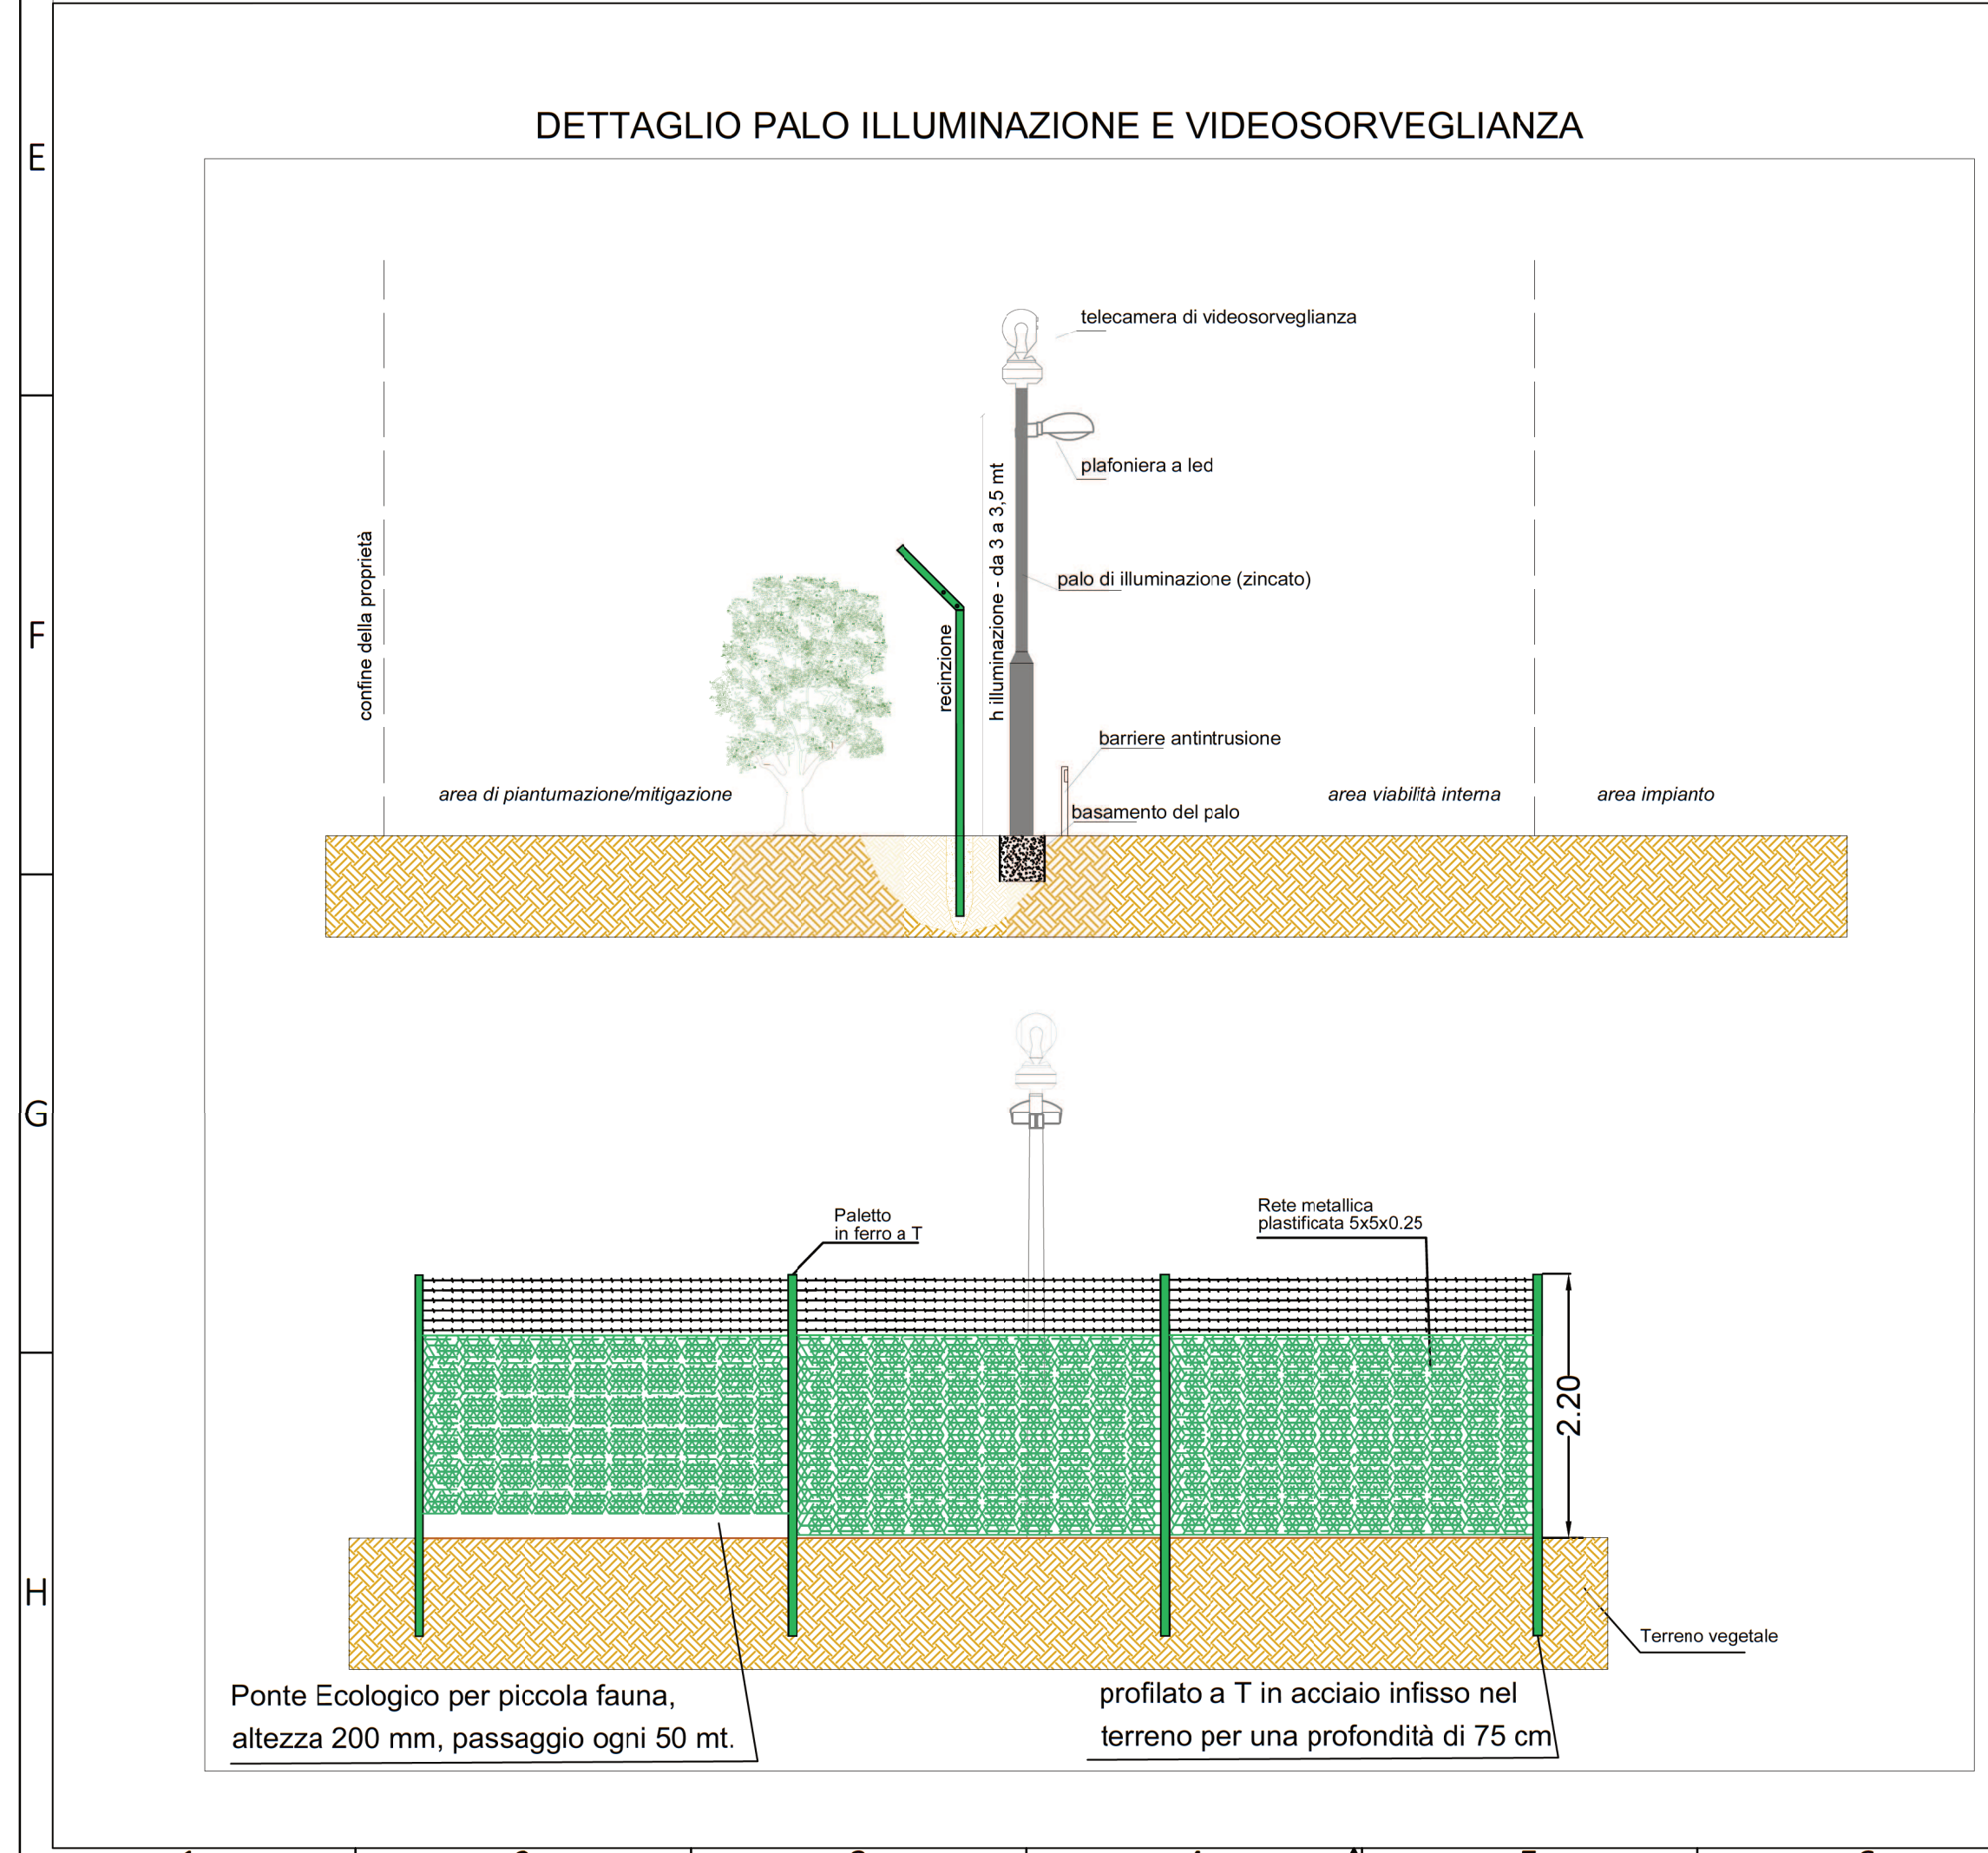 DETTAGLIO PALO ILLUMINAZIONE E VIDEOSORVEGLIANZA
E
telecamera di videosorveglianza
plafoniera a led
h illuminazione - da 3 a 3,5 mt
confine della proprietà
palo di illuminazione (zincato)
recinzione
F
barriere antintrusione
area di piantumazione/mitigazione
basamento del palo
area viabilità interna
area impianto
G
Paletto
in ferro a T
Rete metallica
plastificata 5x5x0.25
2.20
H
Terreno vegetale
Ponte Ecologico per piccola fauna,
altezza 200 mm, passaggio ogni 50 mt.
profilato a T in acciaio infisso nel
terreno per una profondità di 75 cm